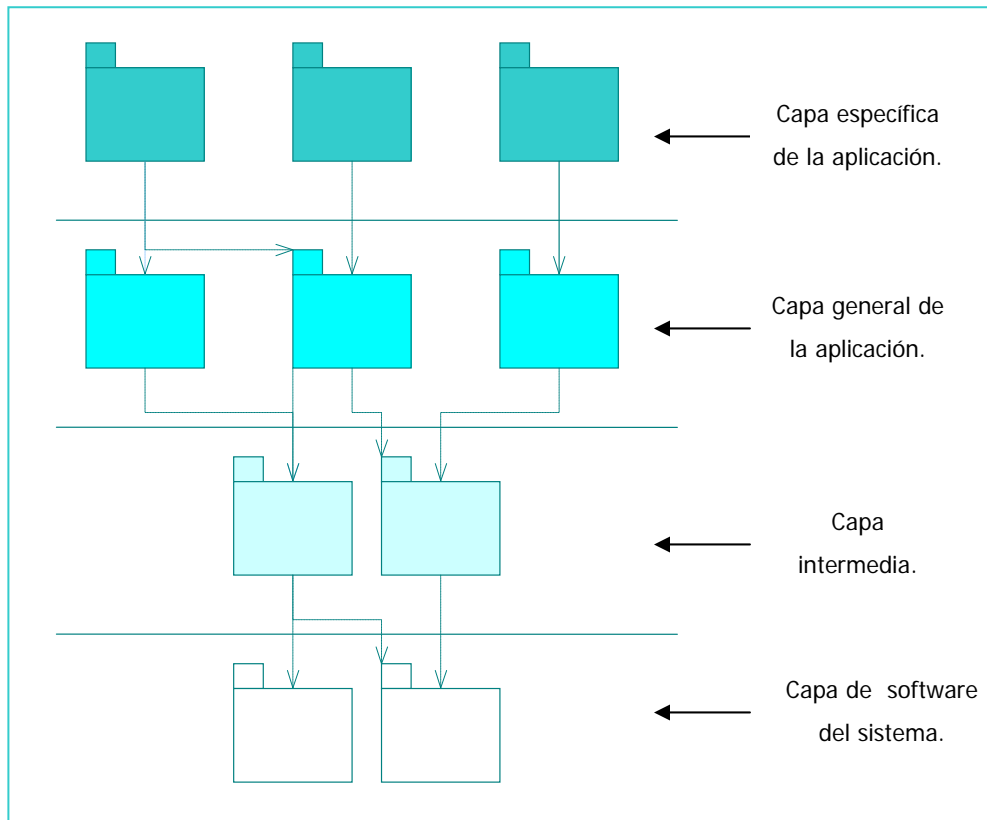 Capa específica
de la aplicación.
Capa general de
la aplicación.
Capa
intermedia.
Capa de software
del sistema.